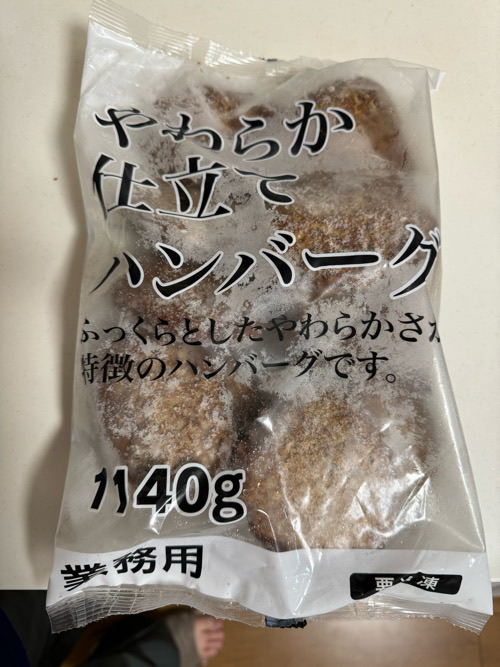 やわらか
仕立て
ハンバーグ
ふっくらとしたやわらかさが
特徴のハンバーグです。
1140g
業務用
要冷凍